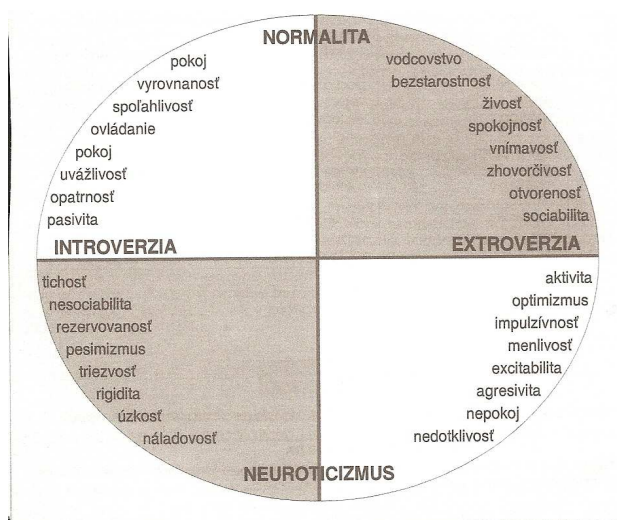 NORMALITA
pokoj
vyrovnanosť
spoľahlivosť
ovládanie
pokoj
uvážlivosť
opatrnosť
pasivita
INTROVERZIA
vodcovstvo
bezstarostnosť
živosť
spokojnosť
vnímavosť
zhovorčivosť
otvorenosť
sociabilita
EXTROVERZIA
tichosť
nesociabilita
rezervovanosť
pesimizmus
triezvosť
rigidita
úzkosť
náladovosť
aktivita
optimizmus
impulzívnosť
menlivosť
excitabilita
agresivita
nepokoj
nedotklivosť
NEUROTICIZMUS